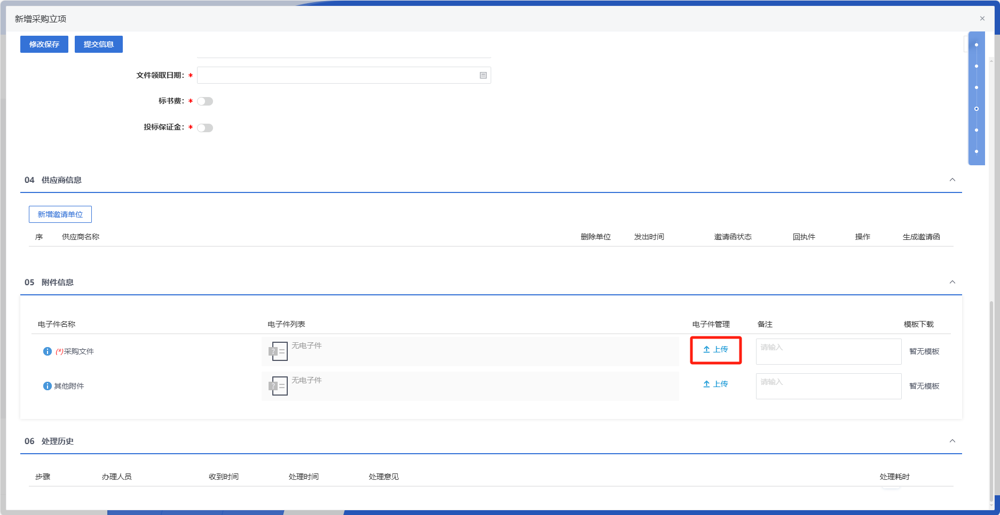 新增采购立项
修改保存 提交信息
文件领取日期： *
标书费： *
投标保证金： *
04 供应商信息
新增邀请单位
序 供应商名称 删除单位 发出时间 邀请函状态 回执件 操作 生成邀请函
05 附件信息
电子件名称 电子件列表 电子件管理 备注 模板下载
(*)采购文件 无电子件 上传 请输入 暂无模板
其他附件 无电子件 上传 请输入 暂无模板
06 处理历史
步骤 办理人员 收到时间 处理时间 处理意见 处理耗时